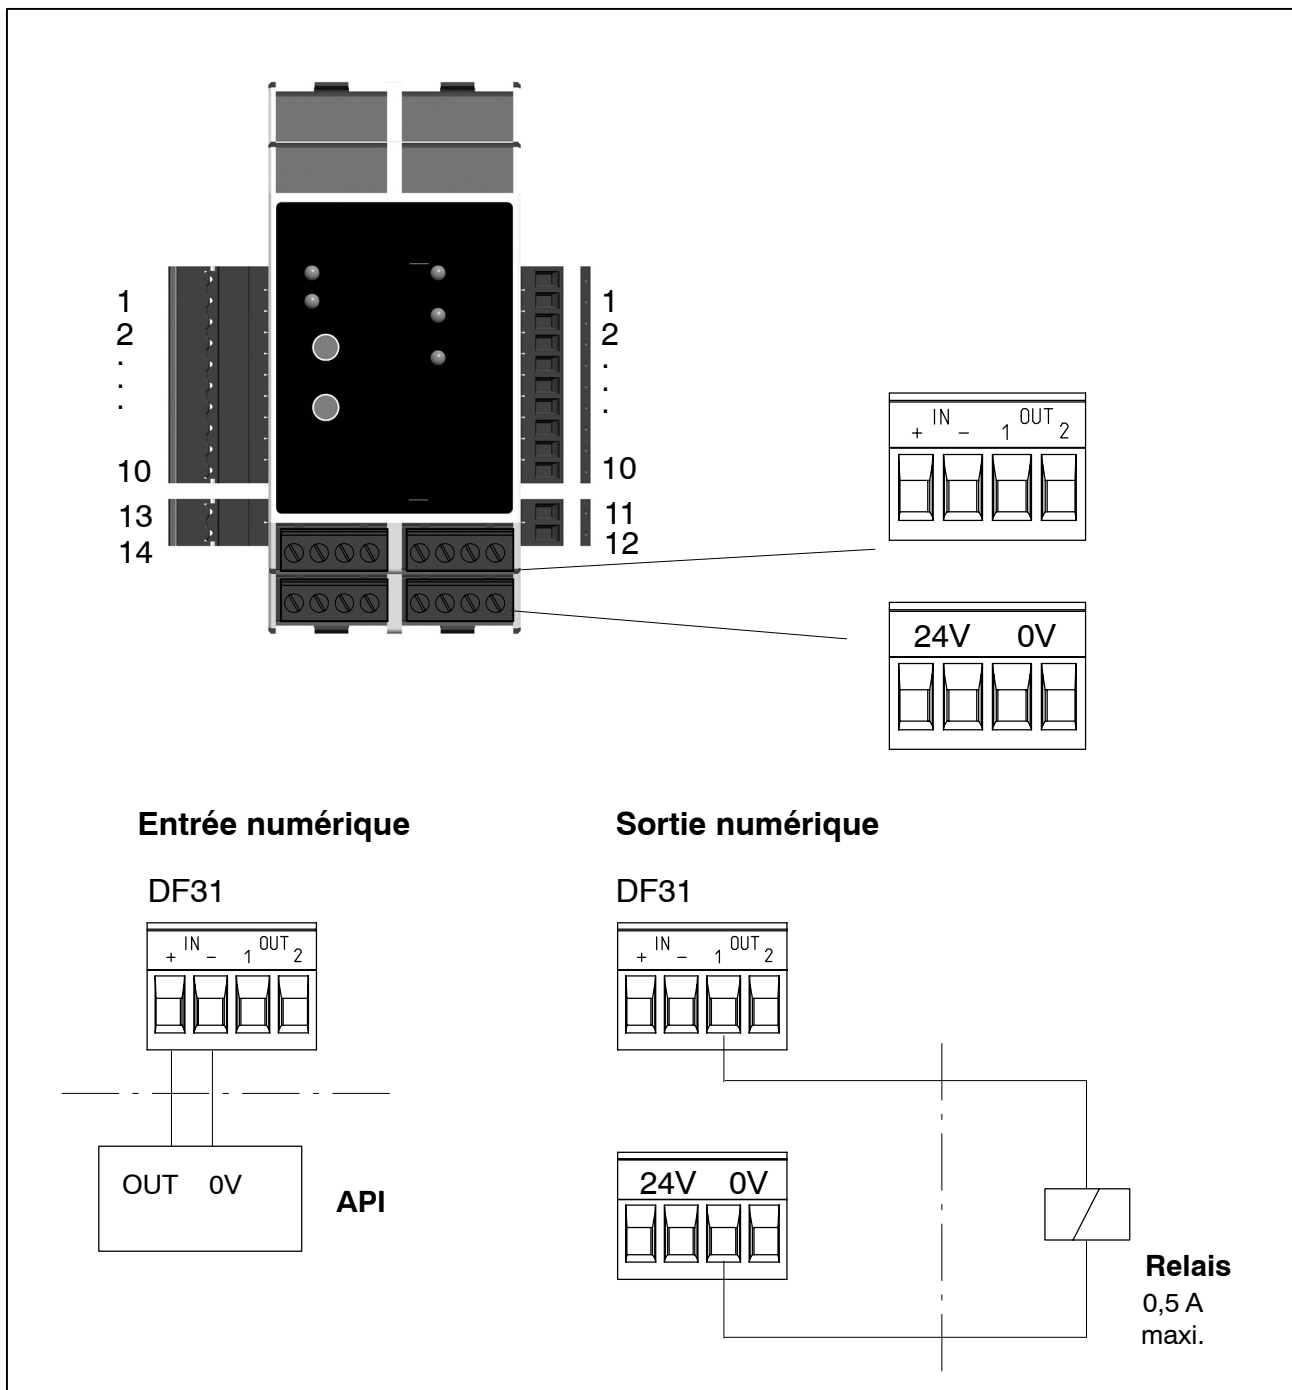 1
2
.
.
.
10
13
14
1
2
.
.
.
10
11
12
IN OUT
+ − 1 2
24V 0V
Entrée numérique
DF31
IN OUT
+ − 1 2
OUT 0V
API
Sortie numérique
DF31
IN OUT
+ − 1 2
24V 0V
Relais
0,5 A
maxi.